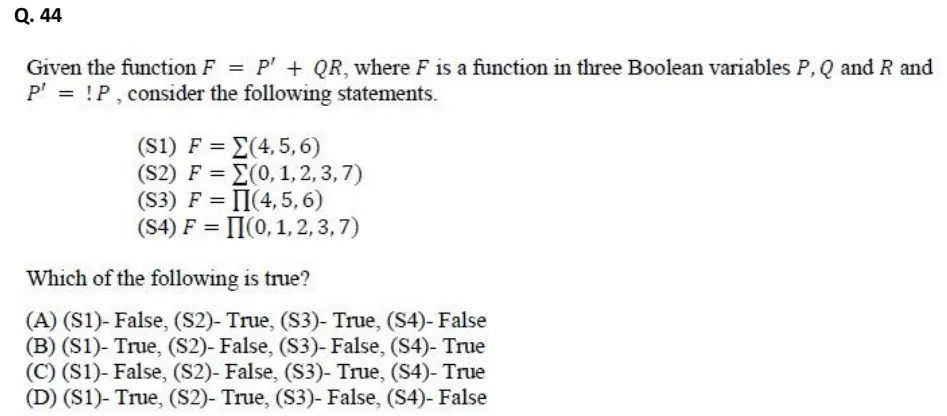 Q. 44
Given the function F = P′ + QR, where F is a function in three Boolean variables P, Q and R and
P′ = !P , consider the following statements.
(S1) F = ∑(4, 5, 6)
(S2) F = ∑(0, 1, 2, 3, 7)
(S3) F = ∏(4, 5, 6)
(S4) F = ∏(0, 1, 2, 3, 7)
Which of the following is true?
(A) (S1)- False, (S2)- True, (S3)- True, (S4)- False
(B) (S1)- True, (S2)- False, (S3)- False, (S4)- True
(C) (S1)- False, (S2)- False, (S3)- True, (S4)- True
(D) (S1)- True, (S2)- True, (S3)- False, (S4)- False